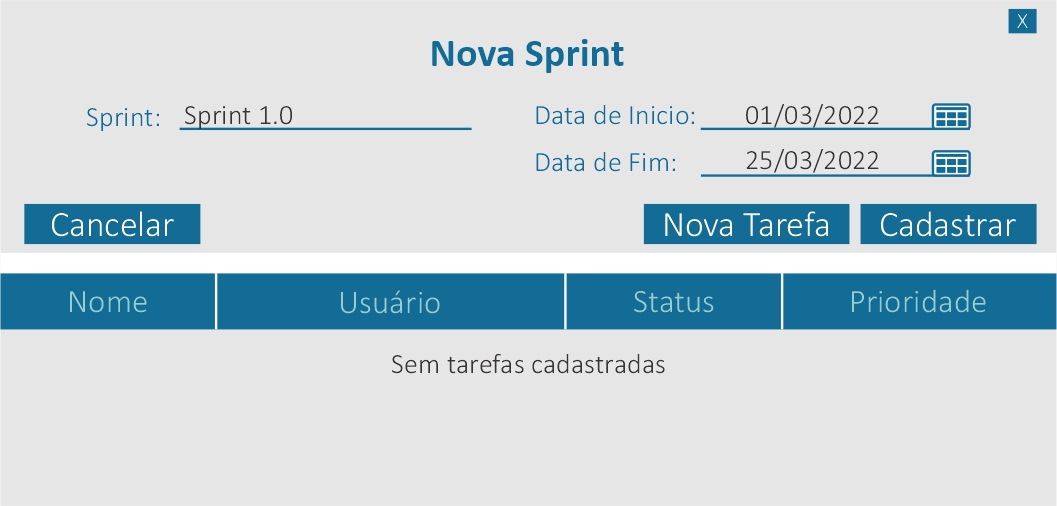 X
Nova Sprint
Sprint: Sprint 1.0
Data de Inicio: 01/03/2022
Data de Fim: 25/03/2022
Cancelar Nova Tarefa Cadastrar
Nome Usuário Status Prioridade
Sem tarefas cadastradas